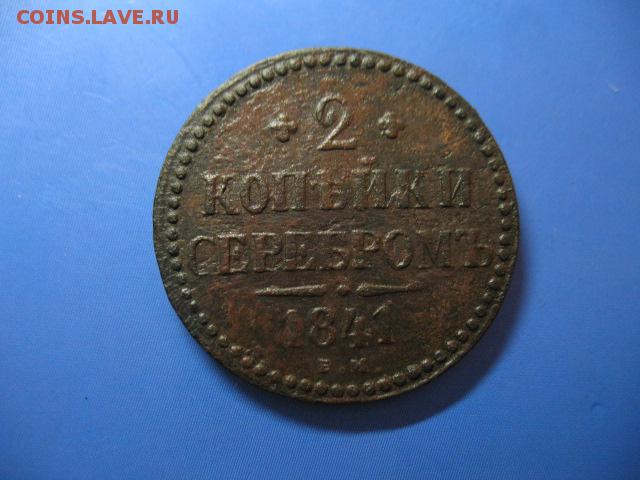 COINS.LAVE.RU
2
КОПѢЙКИ
СЕРЕБРОМЪ
1841
Е.М.